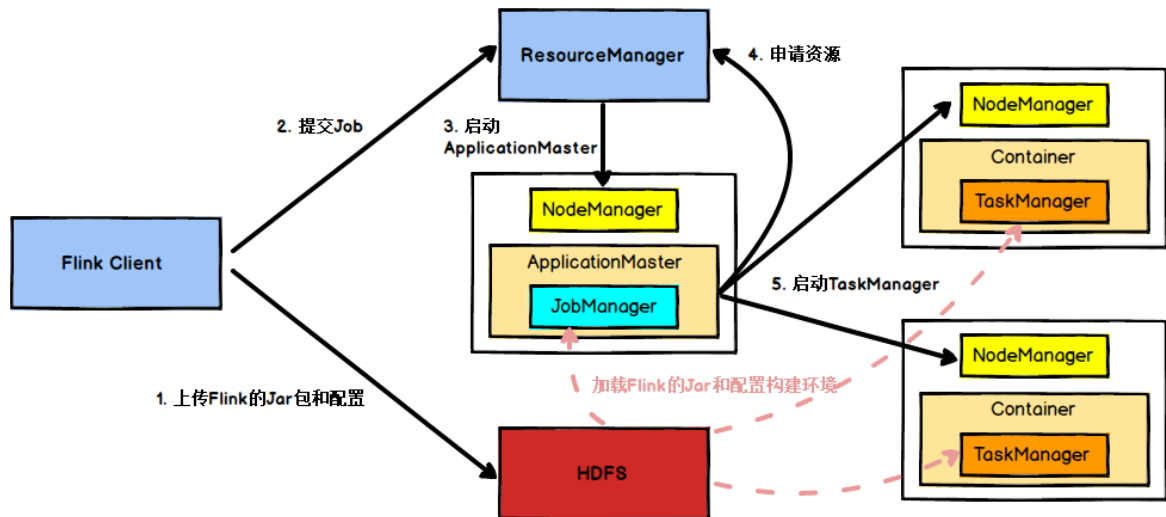 ResourceManager
4. 申请资源
NodeManager
Container
TaskManager
2. 提交Job
3. 启动
ApplicationMaster
NodeManager
ApplicationMaster
JobManager
Flink Client
5. 启动TaskManager
NodeManager
Container
TaskManager
加载Flink的Jar和配置构建环境
1. 上传Flink的Jar包和配置
HDFS